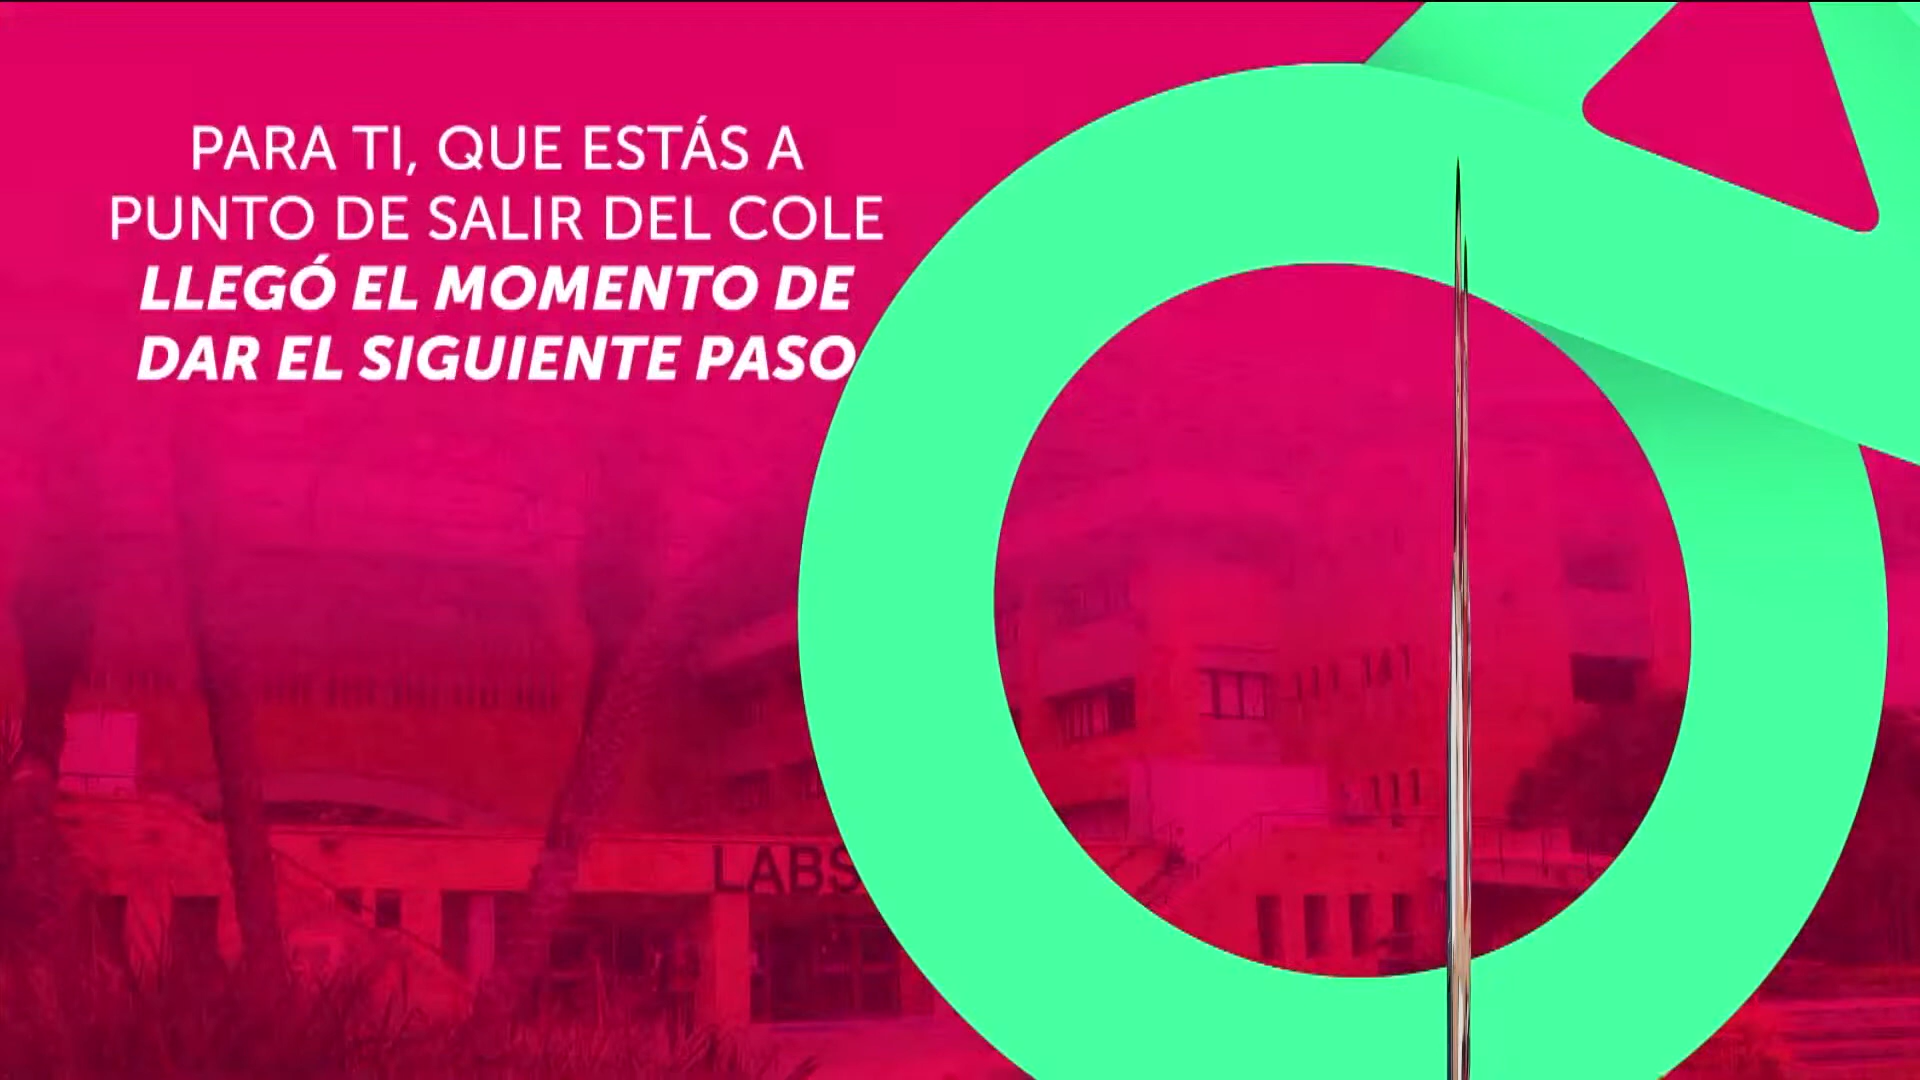 PARA TI, QUE ESTÁS A
PUNTO DE SALIR DEL COLE
LLEGÓ EL MOMENTO DE
DAR EL SIGUIENTE PASO
LABS